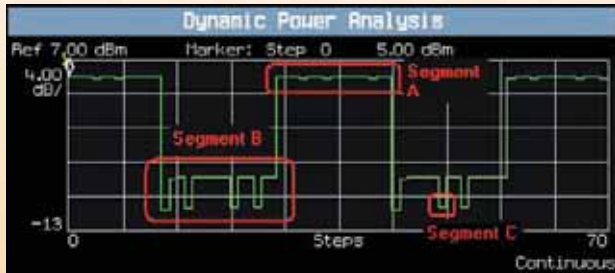 Dynamic Power Analysis
Ref 7.00 dBm Marker: Step 0 5.00 dBm
4.00
dB/
Segment
A
Segment B
-13
0 Steps 70
Segment C
Continuous